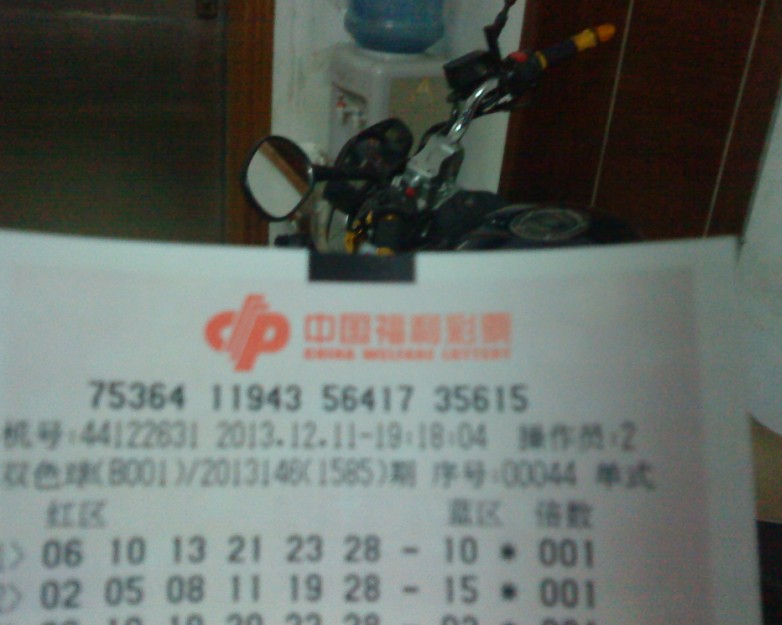 中国福利彩票
CHINA WELFARE LOTTERY
75364 11943 56417 35615
机号:44122631 2013.12.11-19:18:04 操作员:2
双色球(B001)/2013146(1585)期 序号:00044 单式
红区 蓝区 倍数
1> 06 10 13 21 23 28 - 10 * 001
2> 02 05 08 11 19 28 - 15 * 001